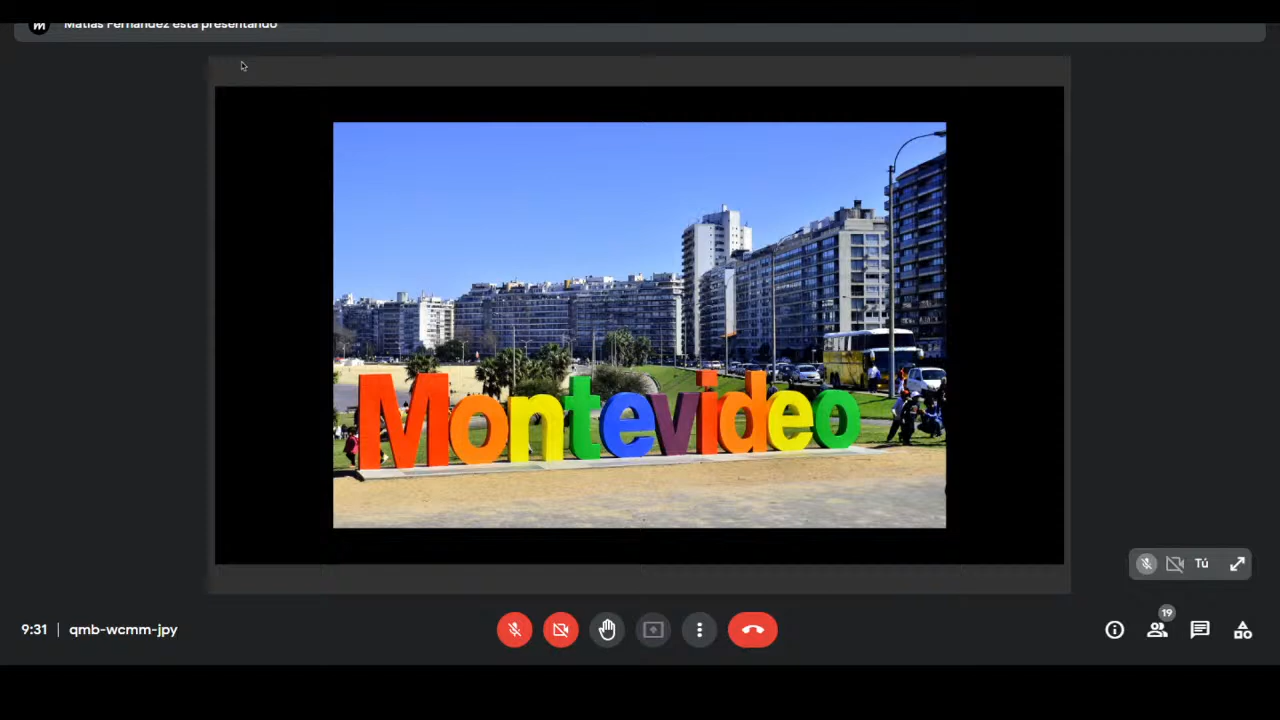 Matías Fernández está presentando
Montevideo
Tú
9:31
qmb-wcmm-jpy
19